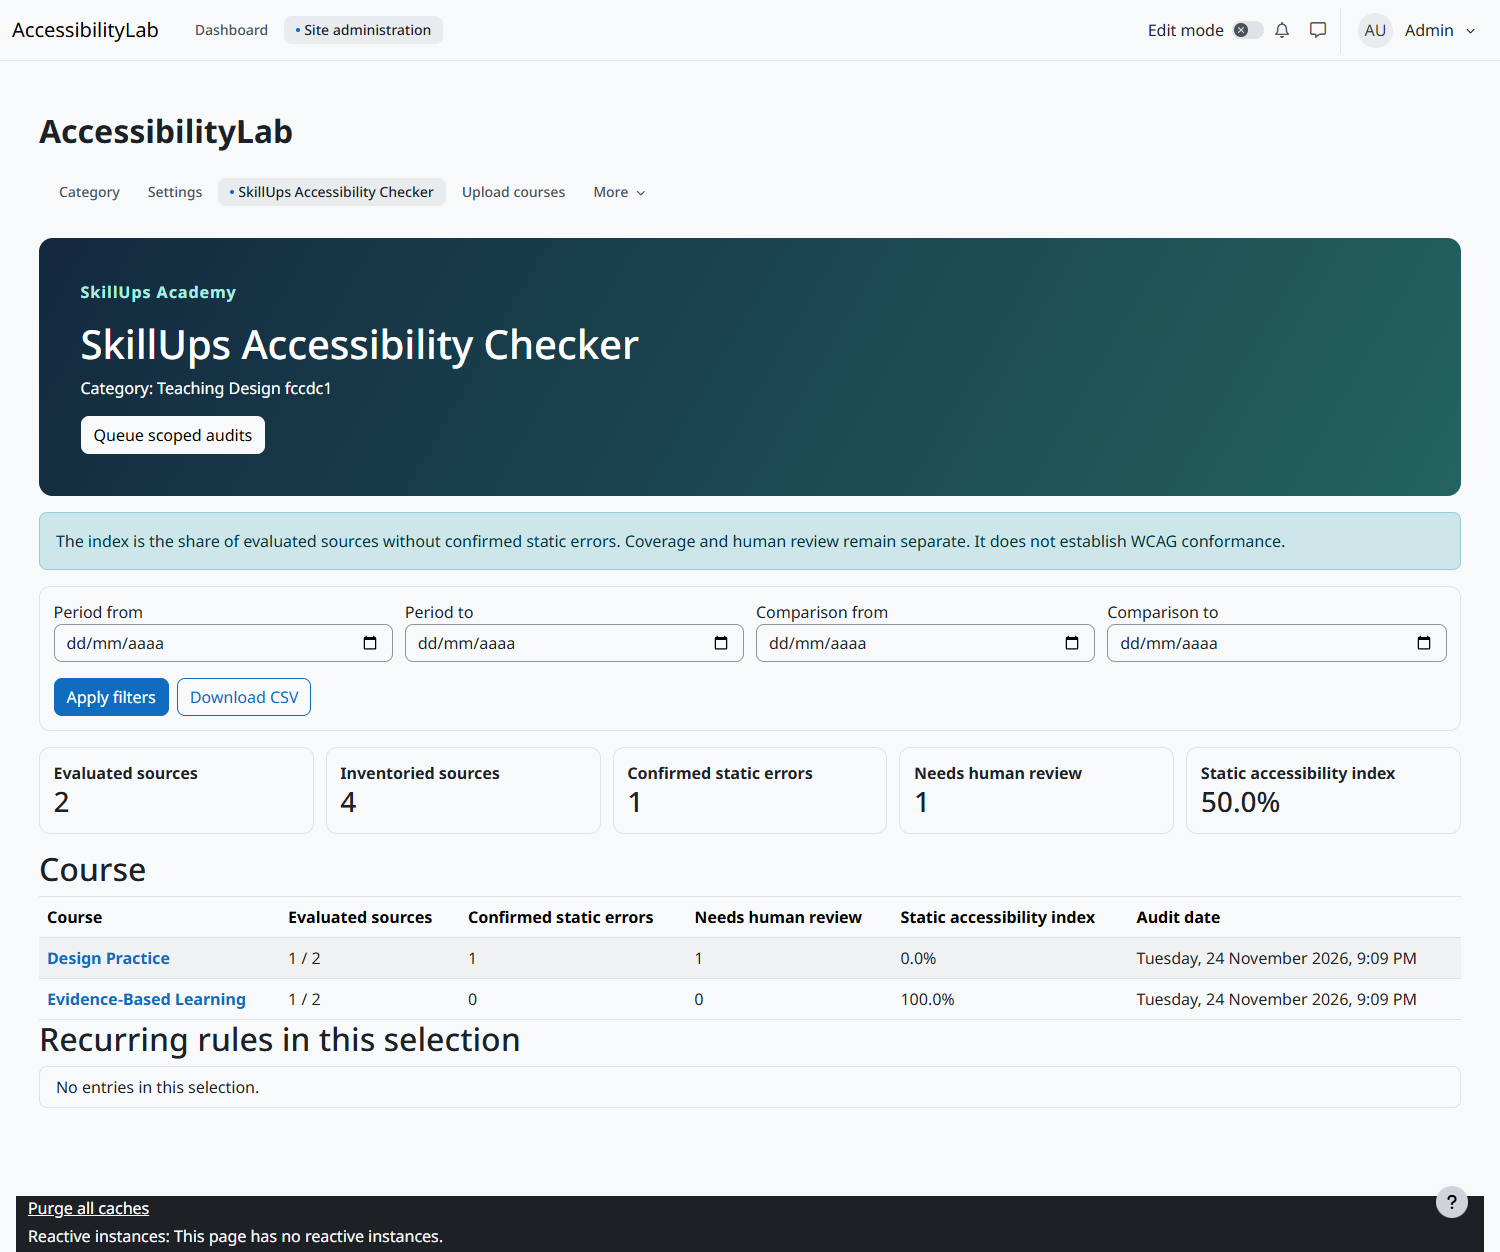 AccessibilityLab
Dashboard
Site administration
Edit mode
AU
Admin
AccessibilityLab
Category
Settings
SkillUps Accessibility Checker
Upload courses
More
SkillUps Academy
SkillUps Accessibility Checker
Category: Teaching Design fccdc1
Queue scoped audits
The index is the share of evaluated sources without confirmed static errors. Coverage and human review remain separate. It does not establish WCAG conformance.
Period from
Period to
Comparison from
Comparison to
dd/mm/aaaa
dd/mm/aaaa
dd/mm/aaaa
dd/mm/aaaa
Apply filters
Download CSV
Evaluated sources
2
Inventoried sources
4
Confirmed static errors
1
Needs human review
1
Static accessibility index
50.0%
Course
Course Evaluated sources Confirmed static errors Needs human review Static accessibility index Audit date
Design Practice 1 / 2 1 1 0.0% Tuesday, 24 November 2026, 9:09 PM
Evidence-Based Learning 1 / 2 0 0 100.0% Tuesday, 24 November 2026, 9:09 PM
Recurring rules in this selection
No entries in this selection.
Purge all caches
?
Reactive instances: This page has no reactive instances.